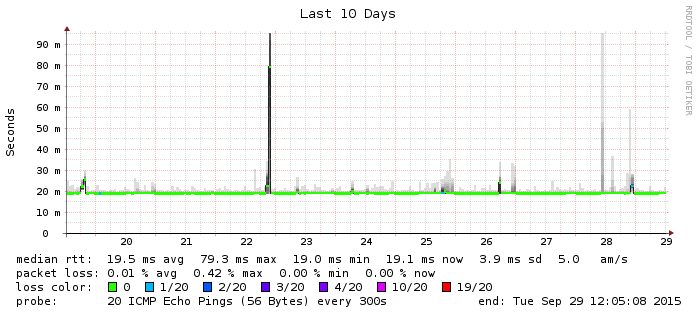 Last 10 Days
RRDTOOL / TOBI OETIKER
Seconds
90 m
80 m
70 m
60 m
50 m
40 m
30 m
20 m
10 m
0
20 21 22 23 24 25 26 27 28 29
median rtt: 19.5 ms avg 79.3 ms max 19.0 ms min 19.1 ms now 3.9 ms sd 5.0 am/s
packet loss: 0.01 % avg 0.42 % max 0.00 % min 0.00 % now
loss color: 0 1/20 2/20 3/20 4/20 10/20 19/20
probe: 20 ICMP Echo Pings (56 Bytes) every 300s end: Tue Sep 29 12:05:08 2015